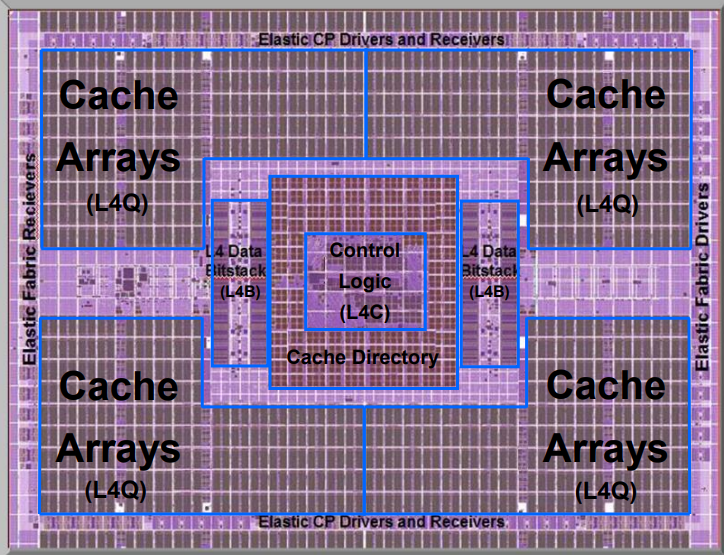 Elastic CP Drivers and Receivers
Cache
Arrays
(L4Q)
Cache
Arrays
(L4Q)
Elastic Fabric Recievers
Elastic Fabric Drivers
L4 Data
Bitstack
(L4B)
Control
Logic
(L4C)
L4 Data
Bitstack
(L4B)
Cache Directory
Cache
Arrays
(L4Q)
Cache
Arrays
(L4Q)
Elastic CP Drivers and Receivers